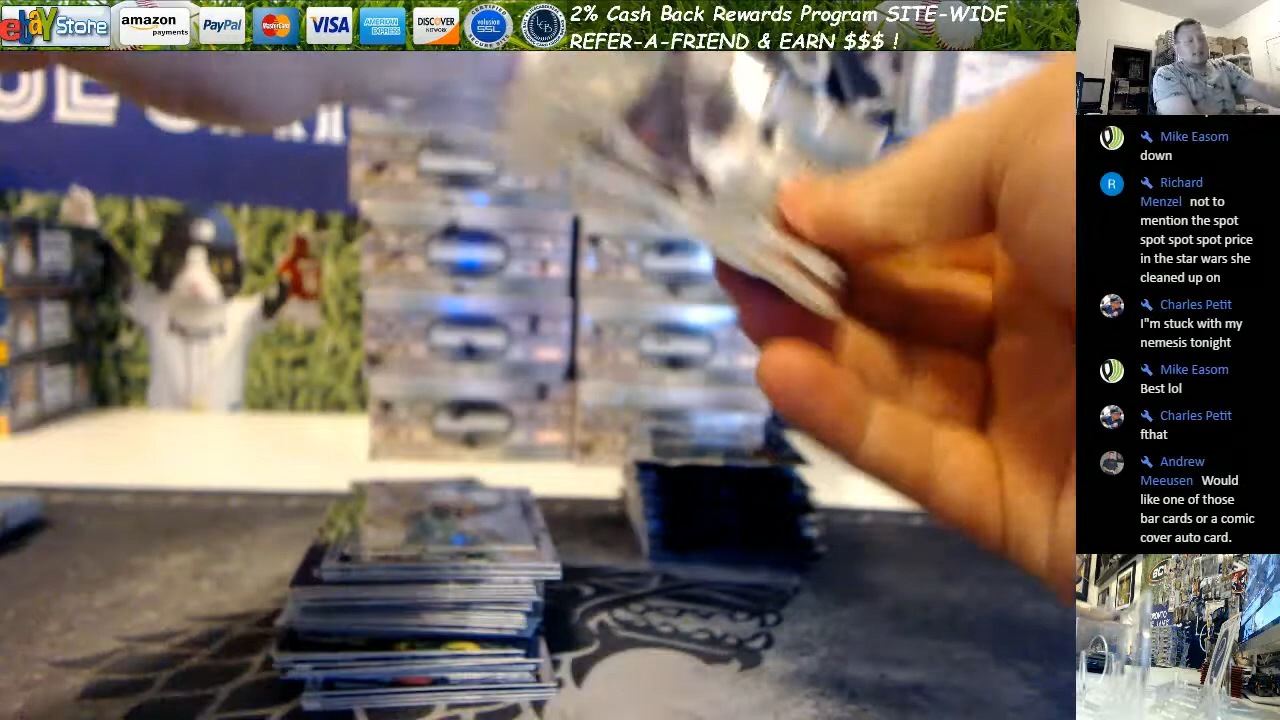 ebay Store
amazon
payments
PayPal
MasterCard
VISA
AMERICAN
EXPRESS
DISCOVER
NETWORK
volusion
SSL
2% Cash Back Rewards Program SITE-WIDE
REFER-A-FRIEND & EARN $$$ !
Mike Easom
down
R
Richard
Menzel not to
mention the spot
spot spot spot price
in the star wars she
cleaned up on
Charles Petit
I"m stuck with my
nemesis tonight
Mike Easom
Best lol
Charles Petit
fthat
Andrew
Meeusen Would
like one of those
bar cards or a comic
cover auto card.